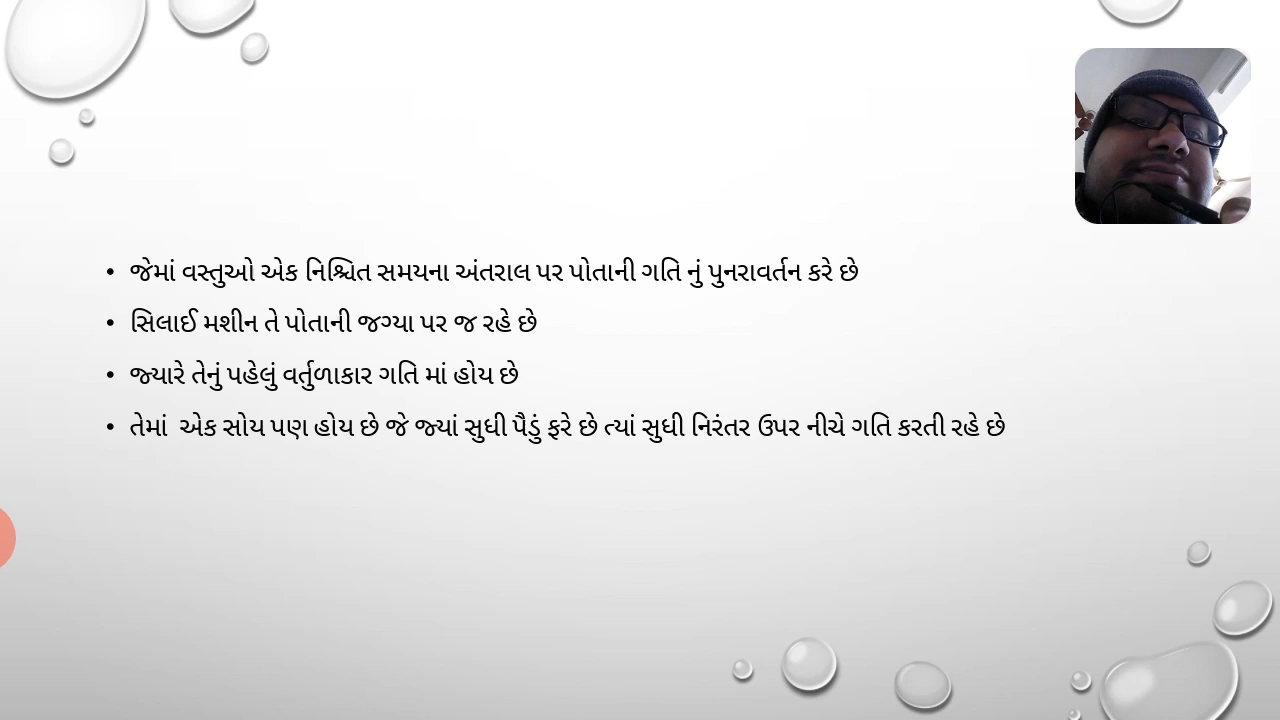 • જેમાં વસ્તુઓ એક નિશ્ચિત સમયના અંતરાલ પર પોતાની ગતિ નું પુનરાવર્તન કરે છે
• સિલાઈ મશીન તે પોતાની જગ્યા પર જ રહે છે
• જ્યારે તેનું પહેલું વર્તુળાકાર ગતિ માં હોય છે
• તેમાં એક સોય પણ હોય છે જે જ્યાં સુધી પૈડું ફરે છે ત્યાં સુધી નિરંતર ઉપર નીચે ગતિ કરતી રહે છે